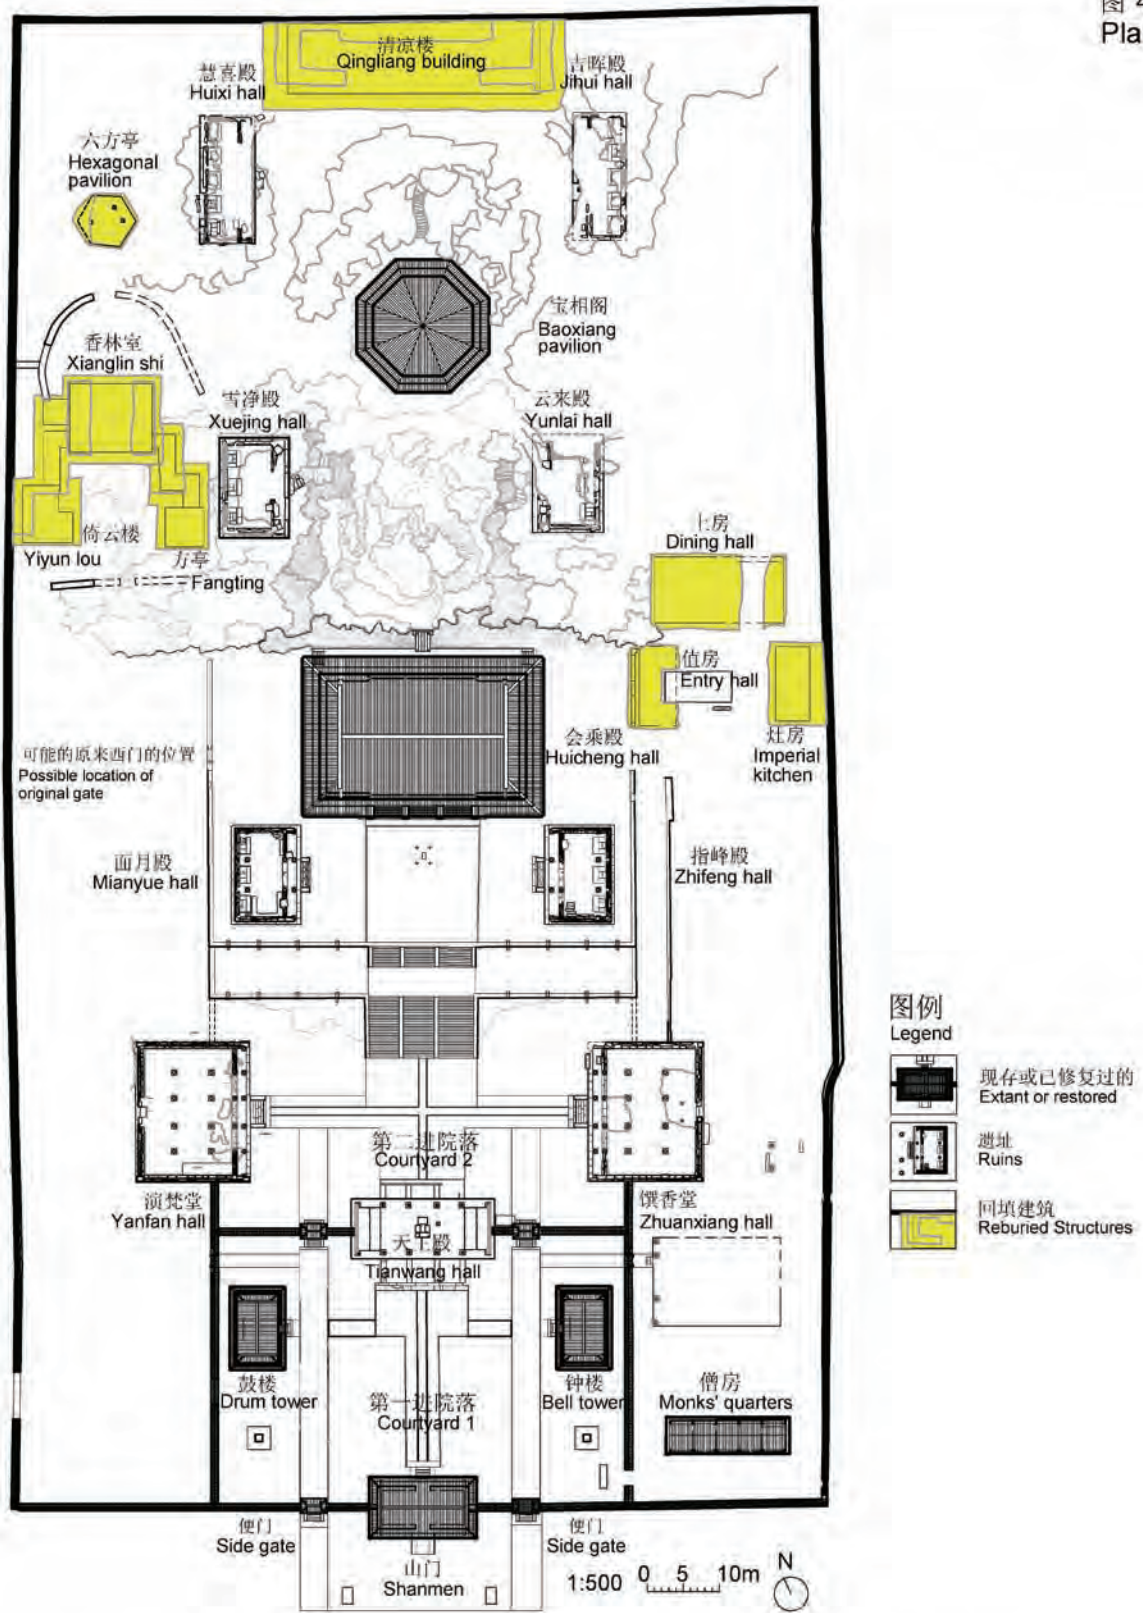 图 4
Pla
清凉楼
Qingliang building
慧喜殿
Huixi hall
吉晖殿
Jihui hall
六方亭
Hexagonal
pavilion
宝相阁
Baoxiang
pavilion
香林室
Xianglin shi
雪净殿
Xuejing hall
云来殿
Yunlai hall
倚云楼
Yiyun lou
方亭
Fangting
上房
Dining hall
值房
Entry hall
会乘殿
Huicheng hall
灶房
Imperial
kitchen
可能的原来西门的位置
Possible location of
original gate
面月殿
Mianyue hall
指峰殿
Zhifeng hall
图例
Legend
现存或已修复过的
Extant or restored
遗址
Ruins
回填建筑
Reburied Structures
第二进院落
Courtyard 2
演梵堂
Yanfan hall
馔香堂
Zhuanxiang hall
天王殿
Tianwang hall
鼓楼
Drum tower
第一进院落
Courtyard 1
钟楼
Bell tower
僧房
Monks' quarters
便门
Side gate
便门
Side gate
山门
Shanmen
1:500 0 5 10m
N